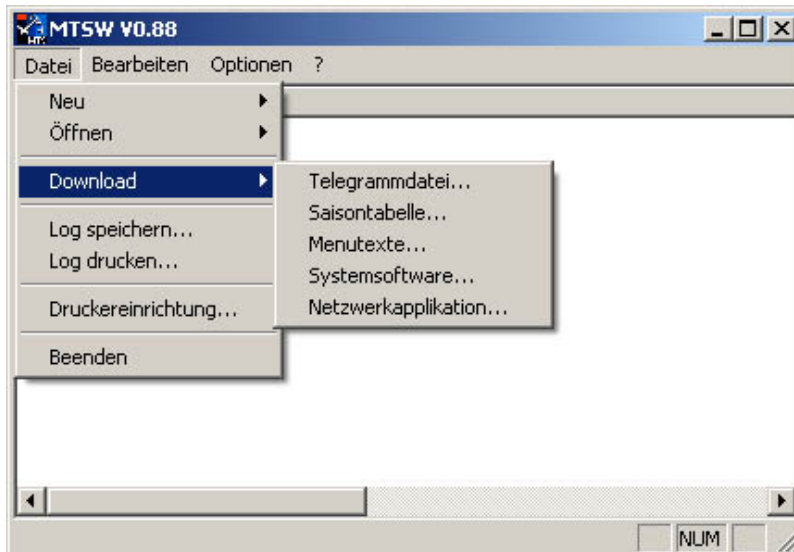 MTSW V0.88
Datei Bearbeiten Optionen ?
Neu
Öffnen
Download
Log speichern...
Log drucken...
Druckereinrichtung...
Beenden
Telegrammdatei...
Saisontabelle...
Menutexte...
Systemsoftware...
Netzwerkapplikation...
NUM